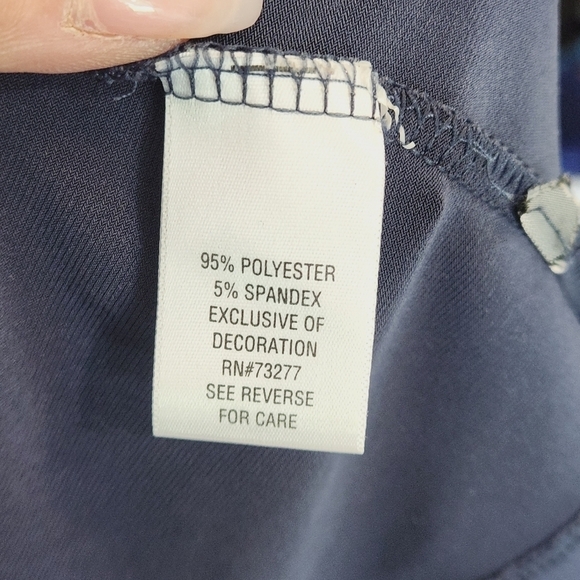 95% POLYESTER
5% SPANDEX
EXCLUSIVE OF
DECORATION
RN#73277
SEE REVERSE
FOR CARE